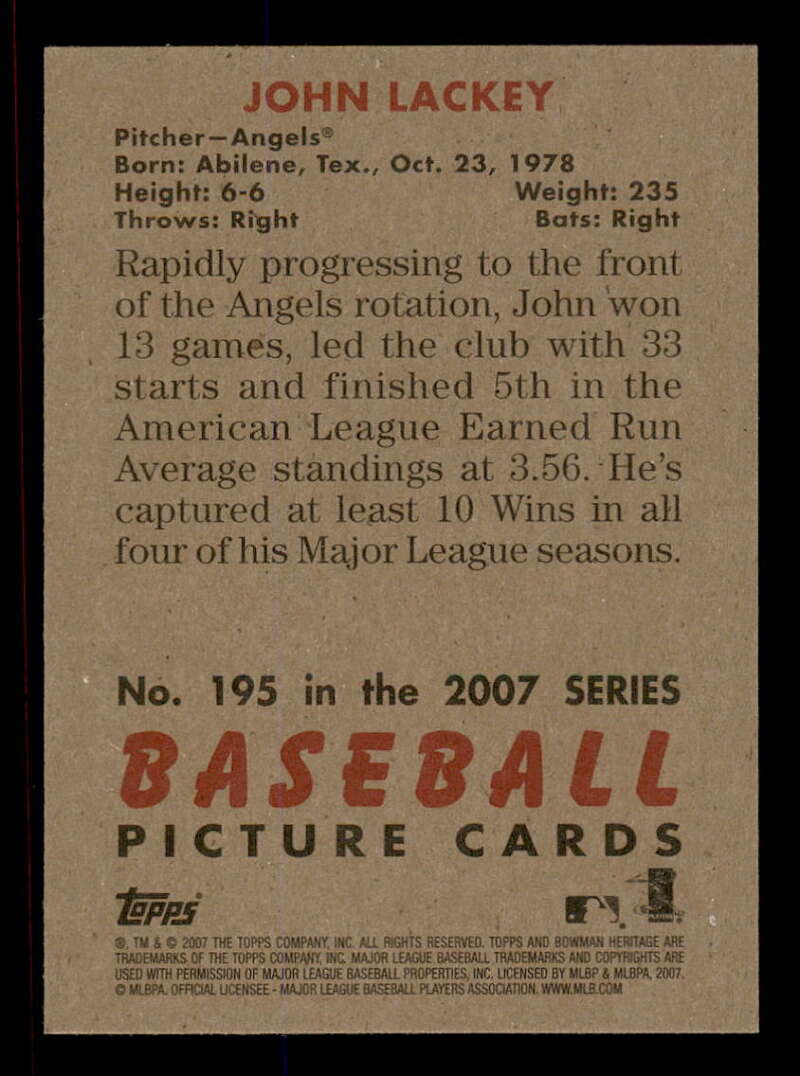 JOHN LACKEY
Pitcher—Angels®
Born: Abilene, Tex., Oct. 23, 1978
Height: 6-6 Weight: 235
Throws: Right Bats: Right
Rapidly progressing to the front
of the Angels rotation, John won
13 games, led the club with 33
starts and finished 5th in the
American League Earned Run
Average standings at 3.56. He's
captured at least 10 Wins in all
four of his Major League seasons.
No. 195 in the 2007 SERIES
BASEBALL
PICTURE CARDS
Topps
®, TM & © 2007 THE TOPPS COMPANY, INC. ALL RIGHTS RESERVED. TOPPS AND BOWMAN HERITAGE ARE
TRADEMARKS OF THE TOPPS COMPANY, INC. MAJOR LEAGUE BASEBALL TRADEMARKS AND COPYRIGHTS ARE
USED WITH PERMISSION OF MAJOR LEAGUE BASEBALL PROPERTIES, INC. LICENSED BY MLBP & MLBPA, 2007.
© MLBPA. OFFICIAL LICENSEE - MAJOR LEAGUE BASEBALL PLAYERS ASSOCIATION. WWW.MLB.COM